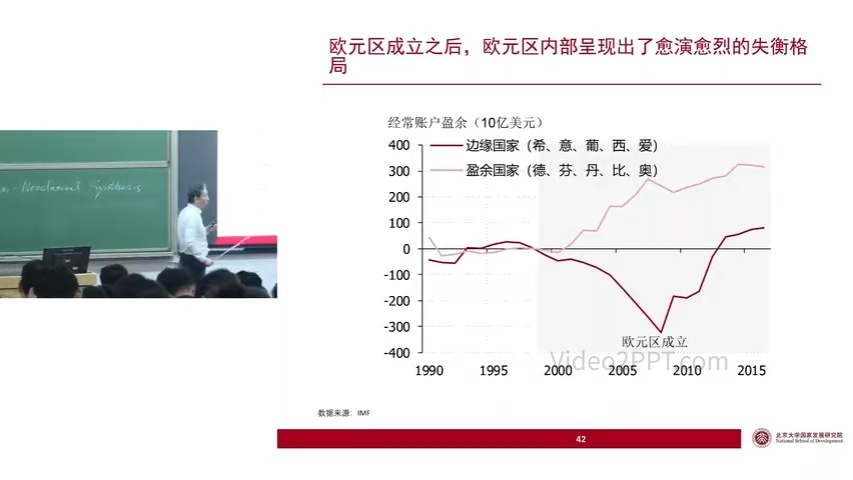 欧元区成立之后，欧元区内部呈现出了愈演愈烈的失衡格
局
经常账户盈余（10亿美元）
边缘国家（希、意、葡、西、爱）
盈余国家（德、芬、丹、比、奥）
400
300
200
100
0
-100
-200
-300
-400
欧元区成立
1990 1995 2000 2005 2010 2015
Video2PPT.com
数据来源：IMF
42
北京大学国家发展研究院
National School of Development
Neoclassical Synthesis